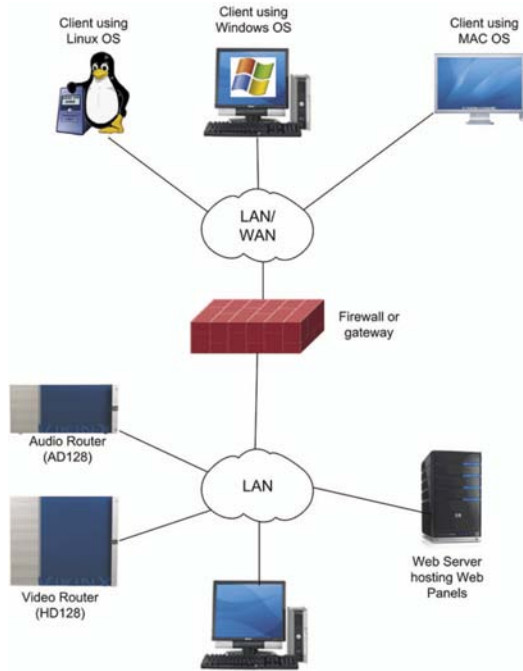 Client using
Linux OS
Client using
Windows OS
Client using
MAC OS
LAN/
WAN
Firewall or
gateway
Audio Router
(AD128)
LAN
Video Router
(HD128)
Web Server
hosting Web
Panels